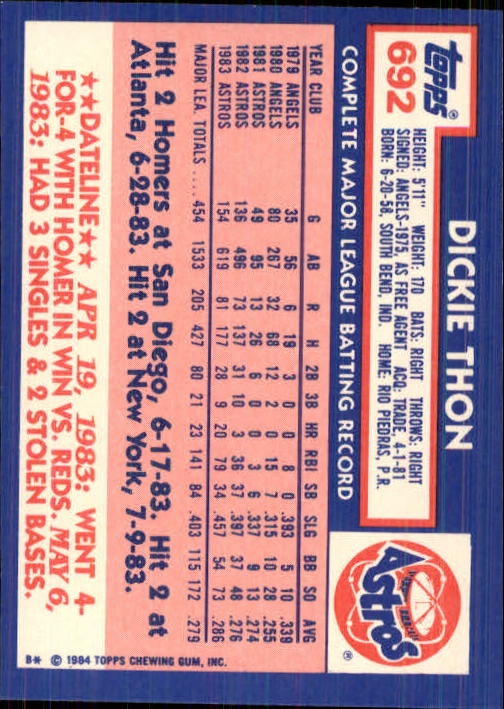 topps®
692
DICKIE THON
HEIGHT: 5'11" WEIGHT: 170 BATS: RIGHT THROWS: RIGHT
SIGNED: ANGELS-1975, AS FREE AGENT ACQ: TRADE, 4-1-81
BORN: 6-20-58, SOUTH BEND, IND. HOME: RIO PIEDRAS, P.R.
Astros ®
COMPLETE MAJOR LEAGUE BATTING RECORD
YEAR CLUB G AB R H 2B 3B HR RBI SB SLG BB SO AVG
1979 ANGELS 35 56 6 19 3 0 0 8 0 .393 5 10 .339
1980 ANGELS 80 267 32 68 12 2 0 15 7 .315 10 28 .255
1981 ASTROS 49 95 13 26 6 0 0 3 6 .337 9 13 .274
1982 ASTROS 136 496 73 137 31 10 3 36 37 .397 37 48 .276
1983 ASTROS 154 619 81 177 28 9 20 79 34 .457 54 73 .286
MAJOR LEA. TOTALS .... 454 1533 205 427 80 21 23 141 84 .403 115 172 .279
Hit 2 Homers at San Diego, 6-17-83. Hit 2 at
Atlanta, 6-28-83. Hit 2 at New York, 7-9-83.
★★DATELINE★★ APR 19, 1983: WENT 4-
FOR-4 WITH HOMER IN WIN VS. REDS. MAY 6,
1983: HAD 3 SINGLES & 2 STOLEN BASES.
B* © 1984 TOPPS CHEWING GUM, INC.